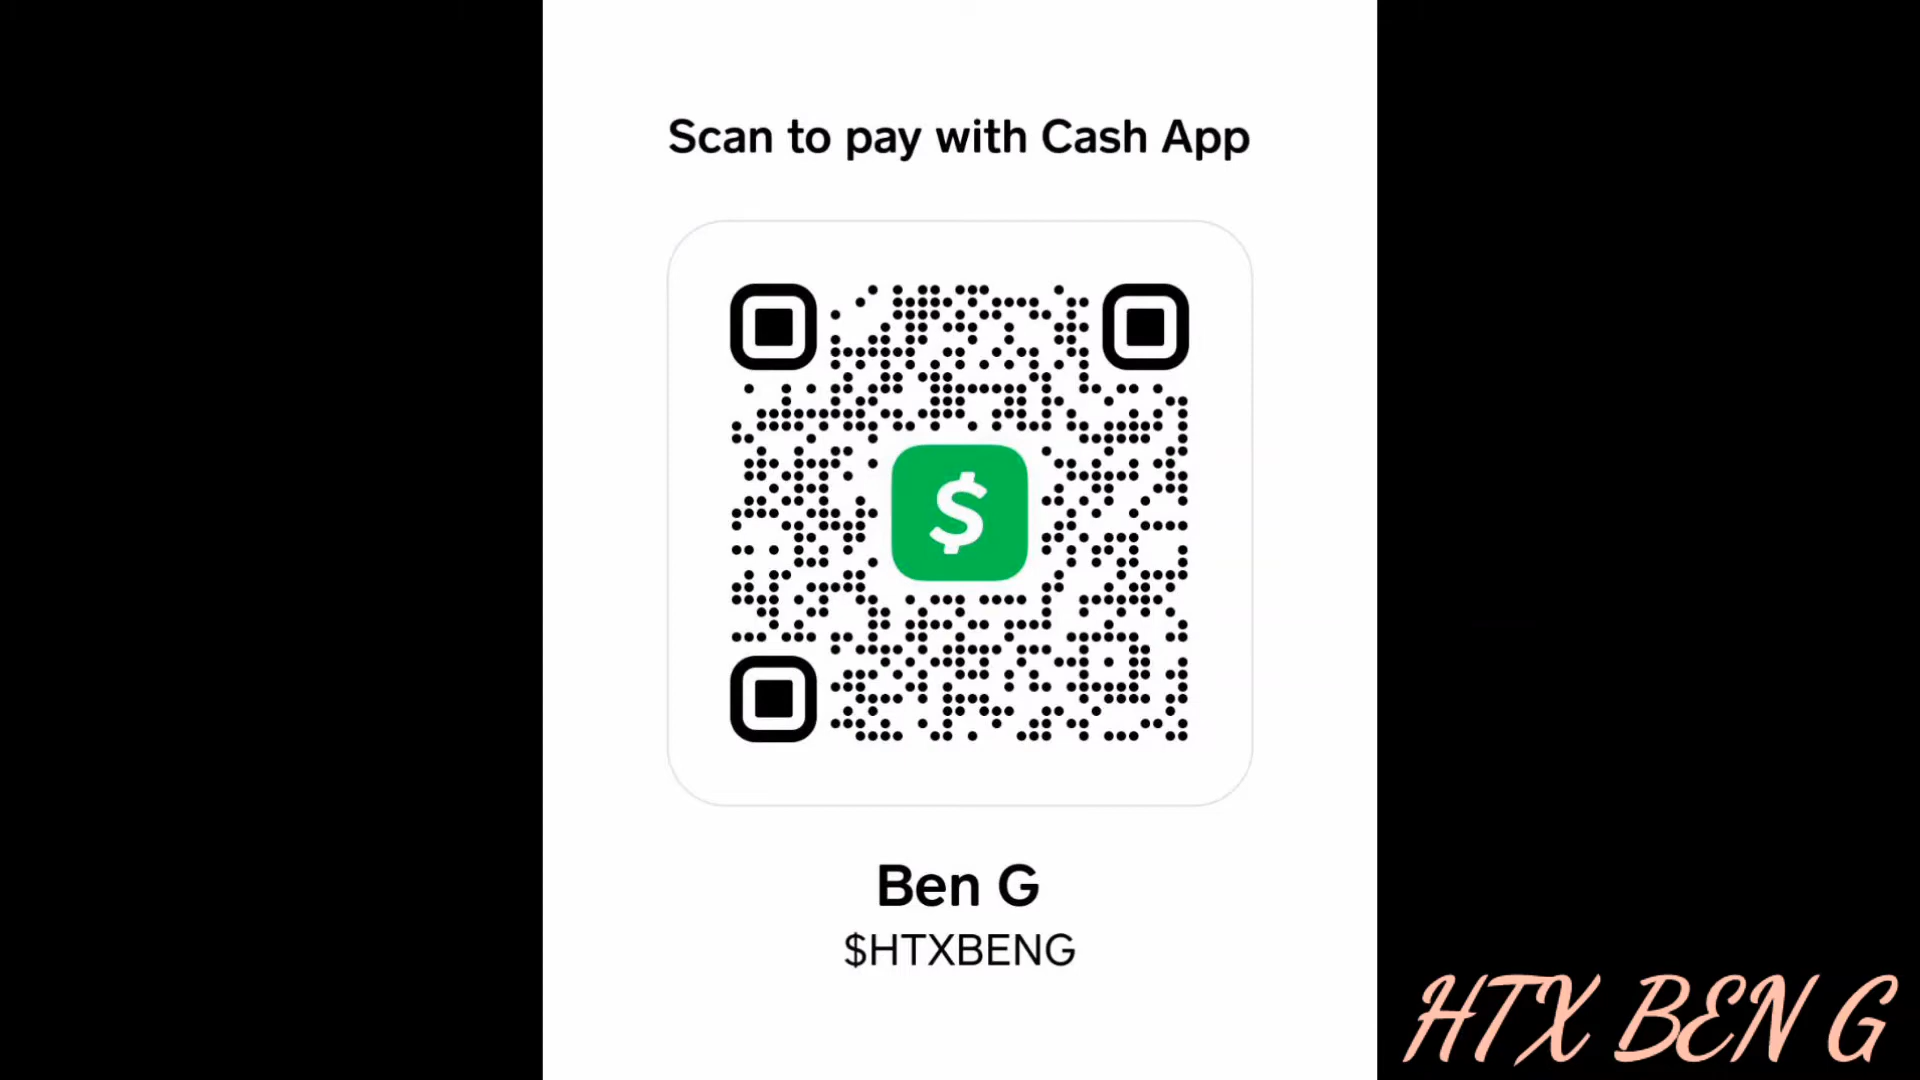 Scan to pay with Cash App
$
Ben G
$HTXBENG
HTX BEN G